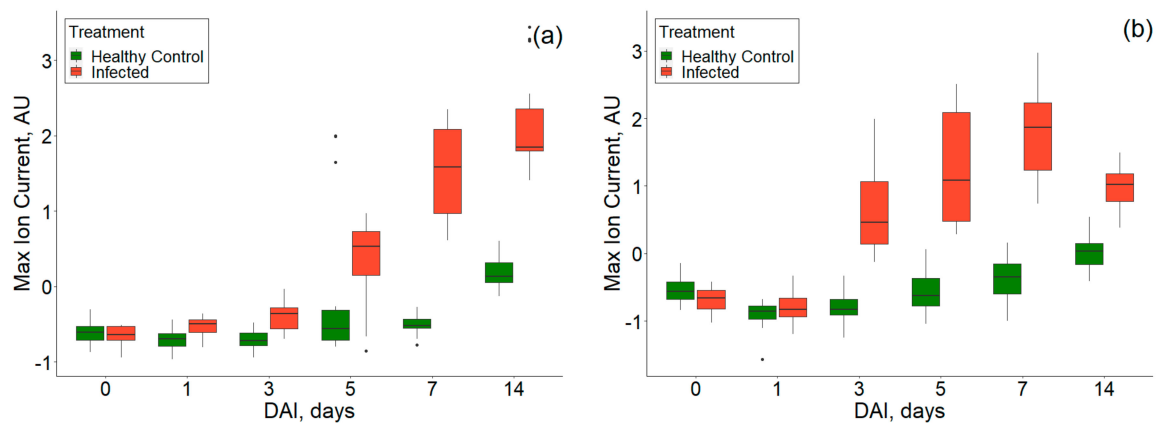 (a)
Treatment
Healthy Control
Infected
3
2
1
0
-1
Max Ion Current, AU
0 1 3 5 7 14
DAI, days
(b)
Treatment
Healthy Control
Infected
3
2
1
0
-1
Max Ion Current, AU
0 1 3 5 7 14
DAI, days